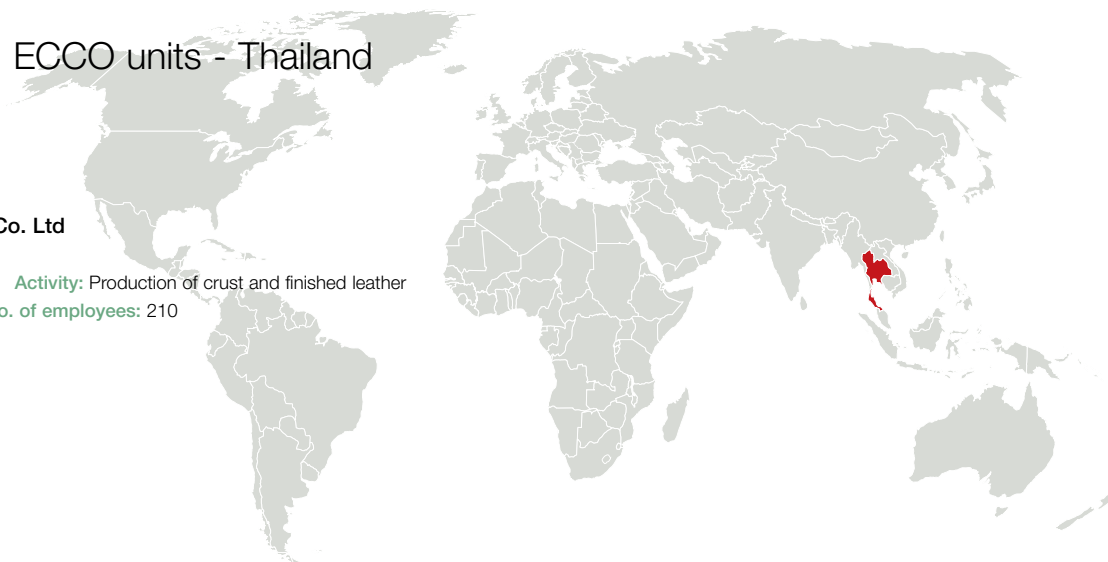 ECCO units - Thailand
Co. Ltd
Activity: Production of crust and finished leather
o. of employees: 210